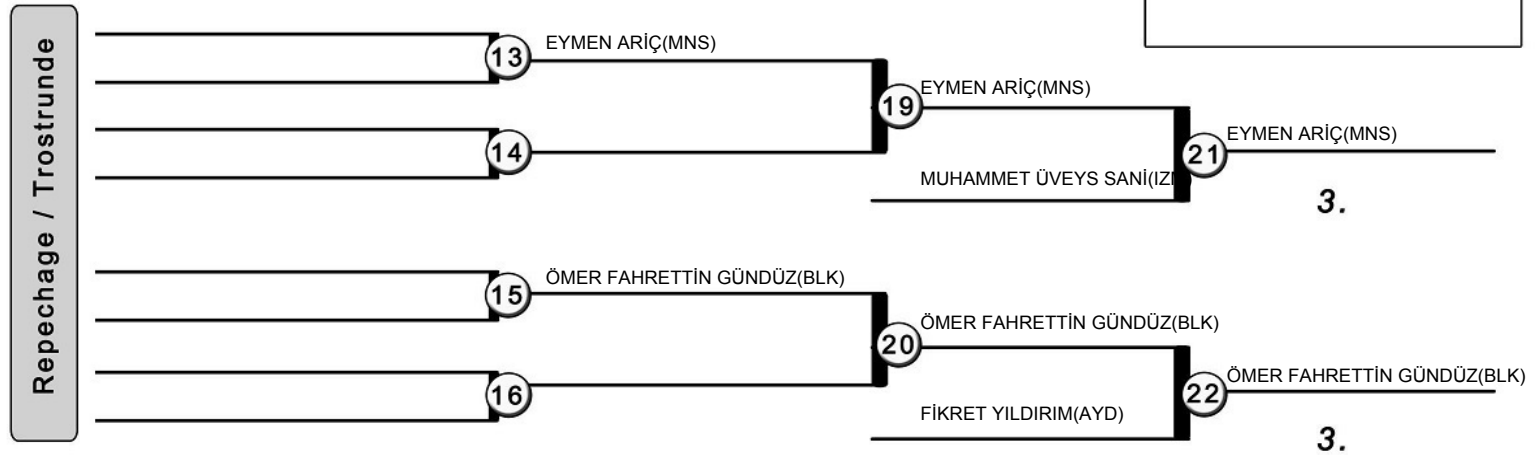 Repechage / Trostrunde
13
EYMEN ARİÇ(MNS)
14
19
EYMEN ARİÇ(MNS)
MUHAMMET ÜVEYS SANİ
21
EYMEN ARİÇ(MNS)
3.
15
ÖMER FAHRETTİN GÜNDÜZ(BLK)
16
20
ÖMER FAHRETTİN GÜNDÜZ(BLK)
FİKRET YILDIRIM(AYD)
22
ÖMER FAHRETTİN GÜNDÜZ(BLK)
3.